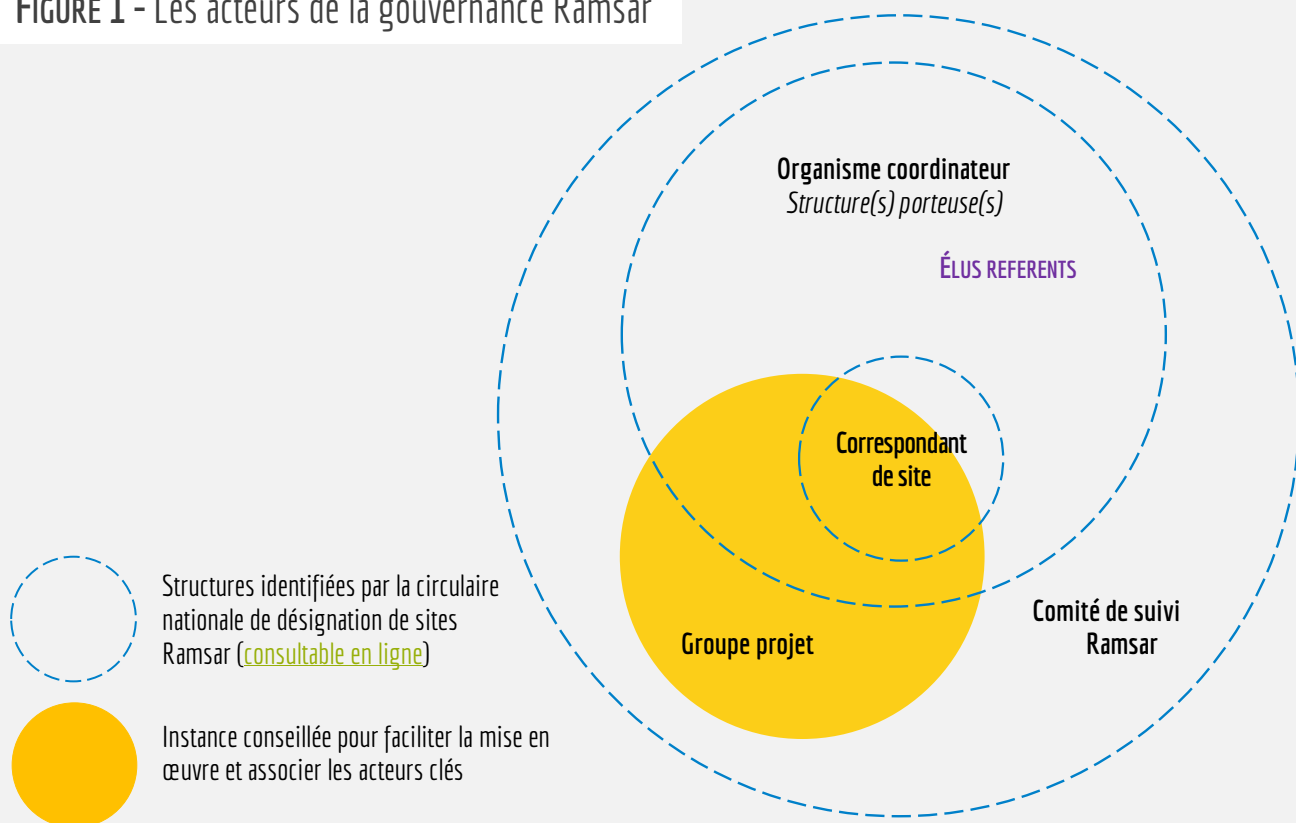 FIGURE 1 - Les acteurs de la gouvernance Ramsar
Organisme coordinateur
Structure(s) porteuse(s)
ÉLUS REFERENTS
Correspondant
de site
Groupe projet
Comité de suivi
Ramsar
Structures identifiées par la circulaire
nationale de désignation de sites
Ramsar (consultable en ligne)
Instance conseillée pour faciliter la mise en
œuvre et associer les acteurs clés